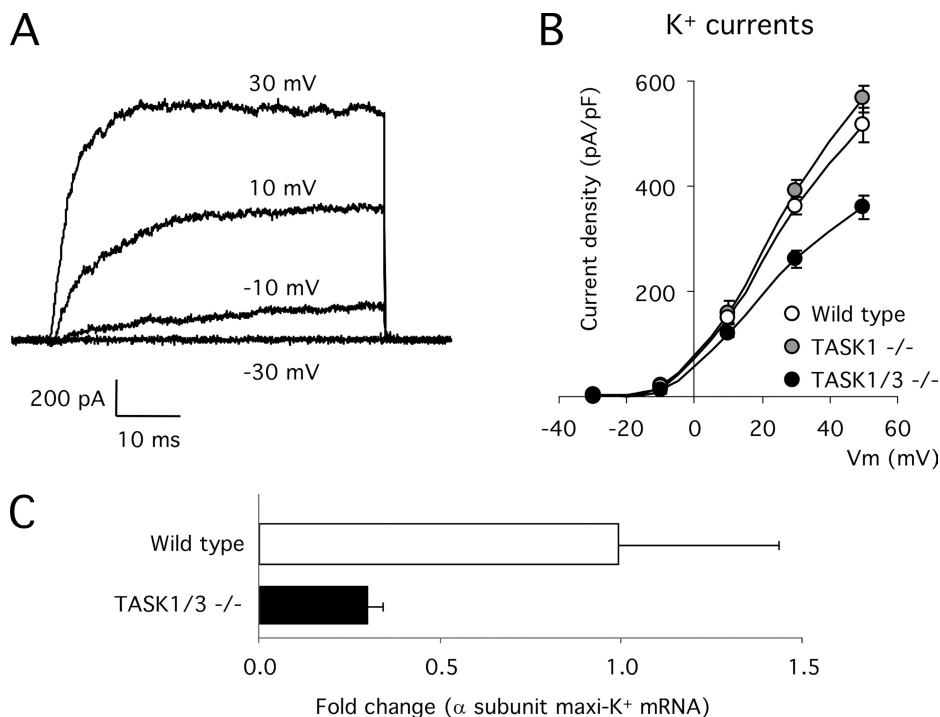 A
30 mV
10 mV
-10 mV
-30 mV
200 pA
10 ms
B
K⁺ currents
Current density (pA/pF)
600
400
200
-40 -20 0 20 40 60
Vm (mV)
Wild type
TASK1 -/-
TASK1/3 -/-
C
Wild type
TASK1/3 -/-
0.0 0.5 1.0 1.5
Fold change (α subunit maxi-K⁺ mRNA)